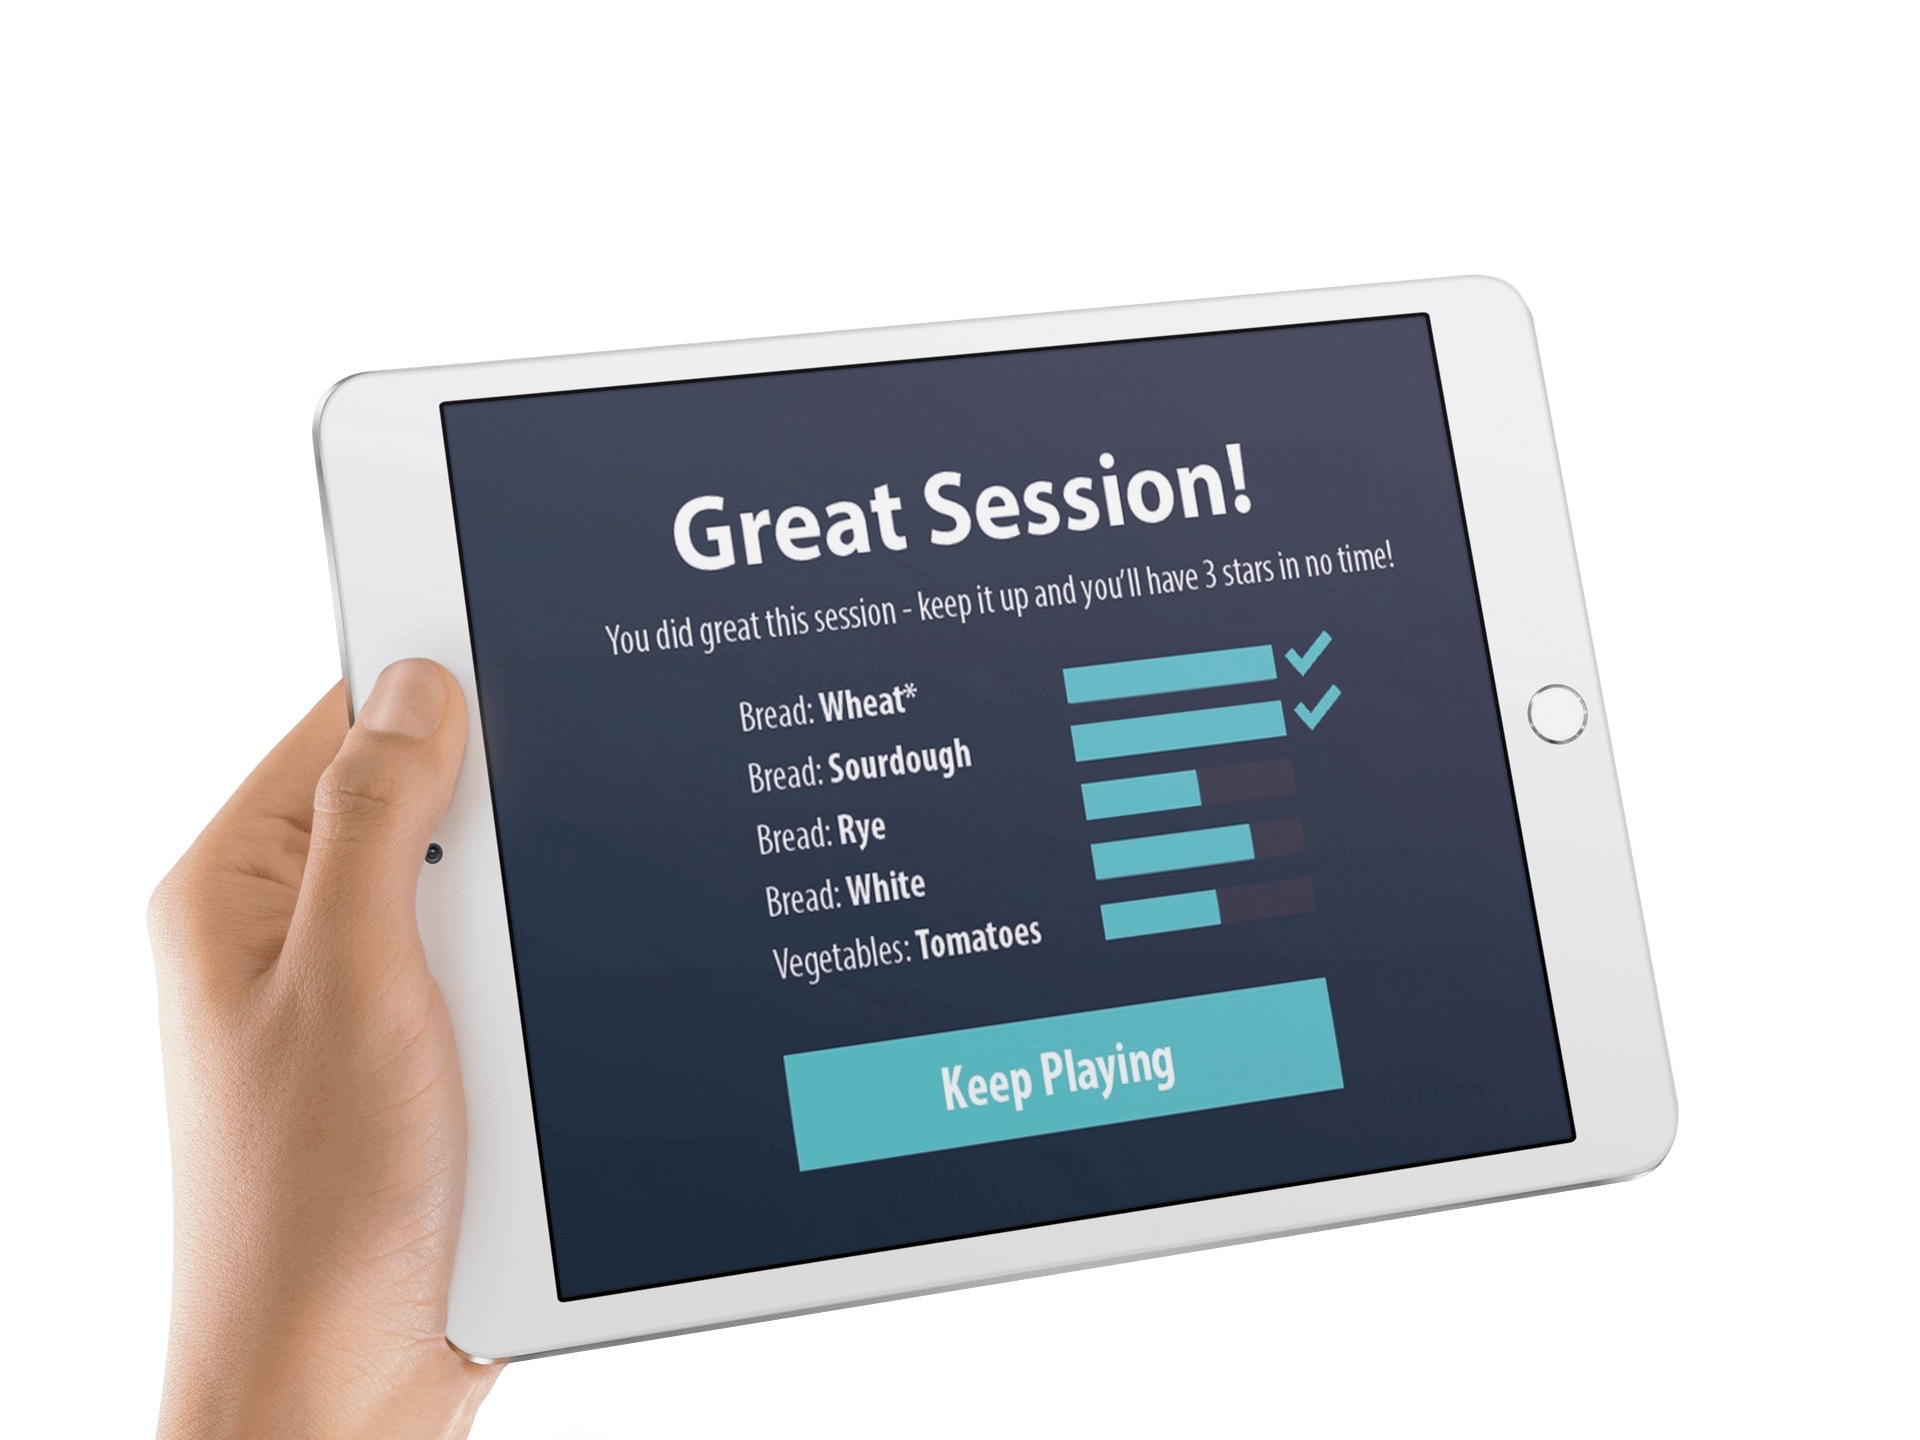 Great Session!
You did great this session - keep it up and you'll have 3 stars in no time!
Bread: Wheat*
Bread: Sourdough
Bread: Rye
Bread: White
Vegetables: Tomatoes
Keep Playing